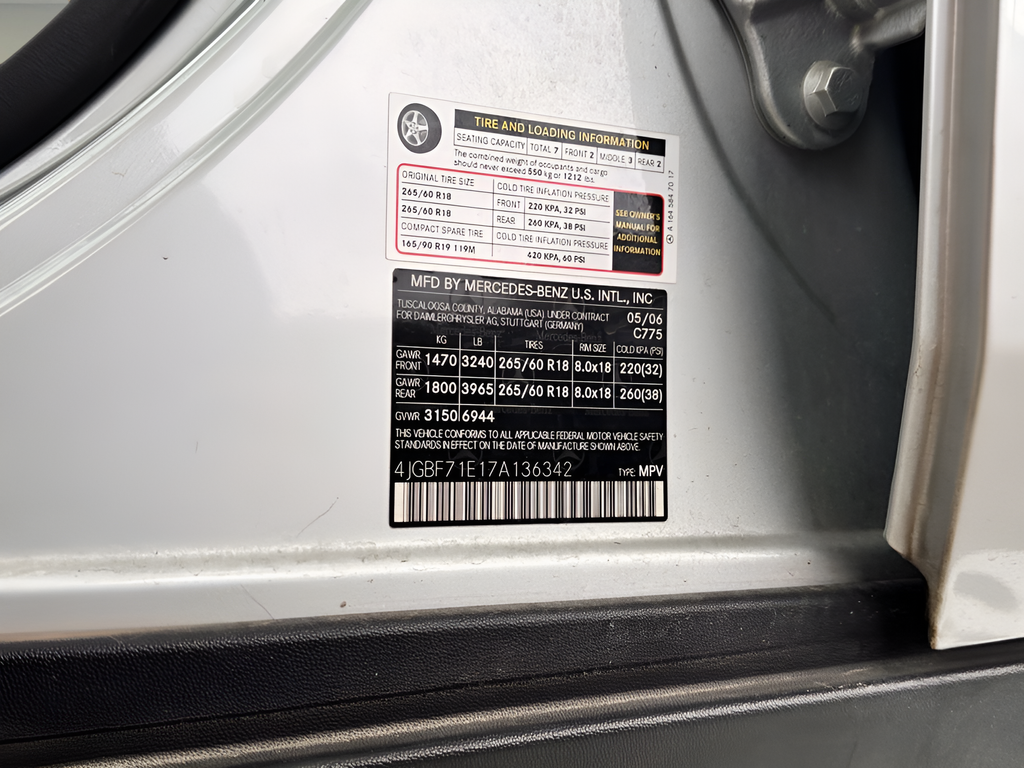 TIRE AND LOADING INFORMATION
SEATING CAPACITY TOTAL 7 FRONT 2 MIDDLE 3 REAR 2
The combined weight of occupants and cargo
should never exceed 550 kg or 1212 lbs.
ORIGINAL TIRE SIZE COLD TIRE INFLATION PRESSURE
265/60 R18 FRONT 220 KPA, 32 PSI
265/60 R18 REAR 260 KPA, 38 PSI
COMPACT SPARE TIRE COLD TIRE INFLATION PRESSURE
165/90 R19 119M 420 KPA, 60 PSI
SEE OWNER'S
MANUAL FOR
ADDITIONAL
INFORMATION
A 164 584 70 17
MFD BY MERCEDES-BENZ U.S. INTL., INC
TUSCALOOSA COUNTY, ALABAMA (USA) UNDER CONTRACT 05/06
FOR DAIMLERCHRYSLER AG, STUTTGART (GERMANY) C775
KG LB TIRES RIM SIZE COLD KPA (PSI)
GAWR FRONT 1470 3240 265/60 R18 8.0x18 220(32)
GAWR REAR 1800 3965 265/60 R18 8.0x18 260(38)
GVWR 3150 6944
THIS VEHICLE CONFORMS TO ALL APPLICABLE FEDERAL MOTOR VEHICLE SAFETY
STANDARDS IN EFFECT ON THE DATE OF MANUFACTURE SHOWN ABOVE.
4JGBF71E17A136342 TYPE: MPV